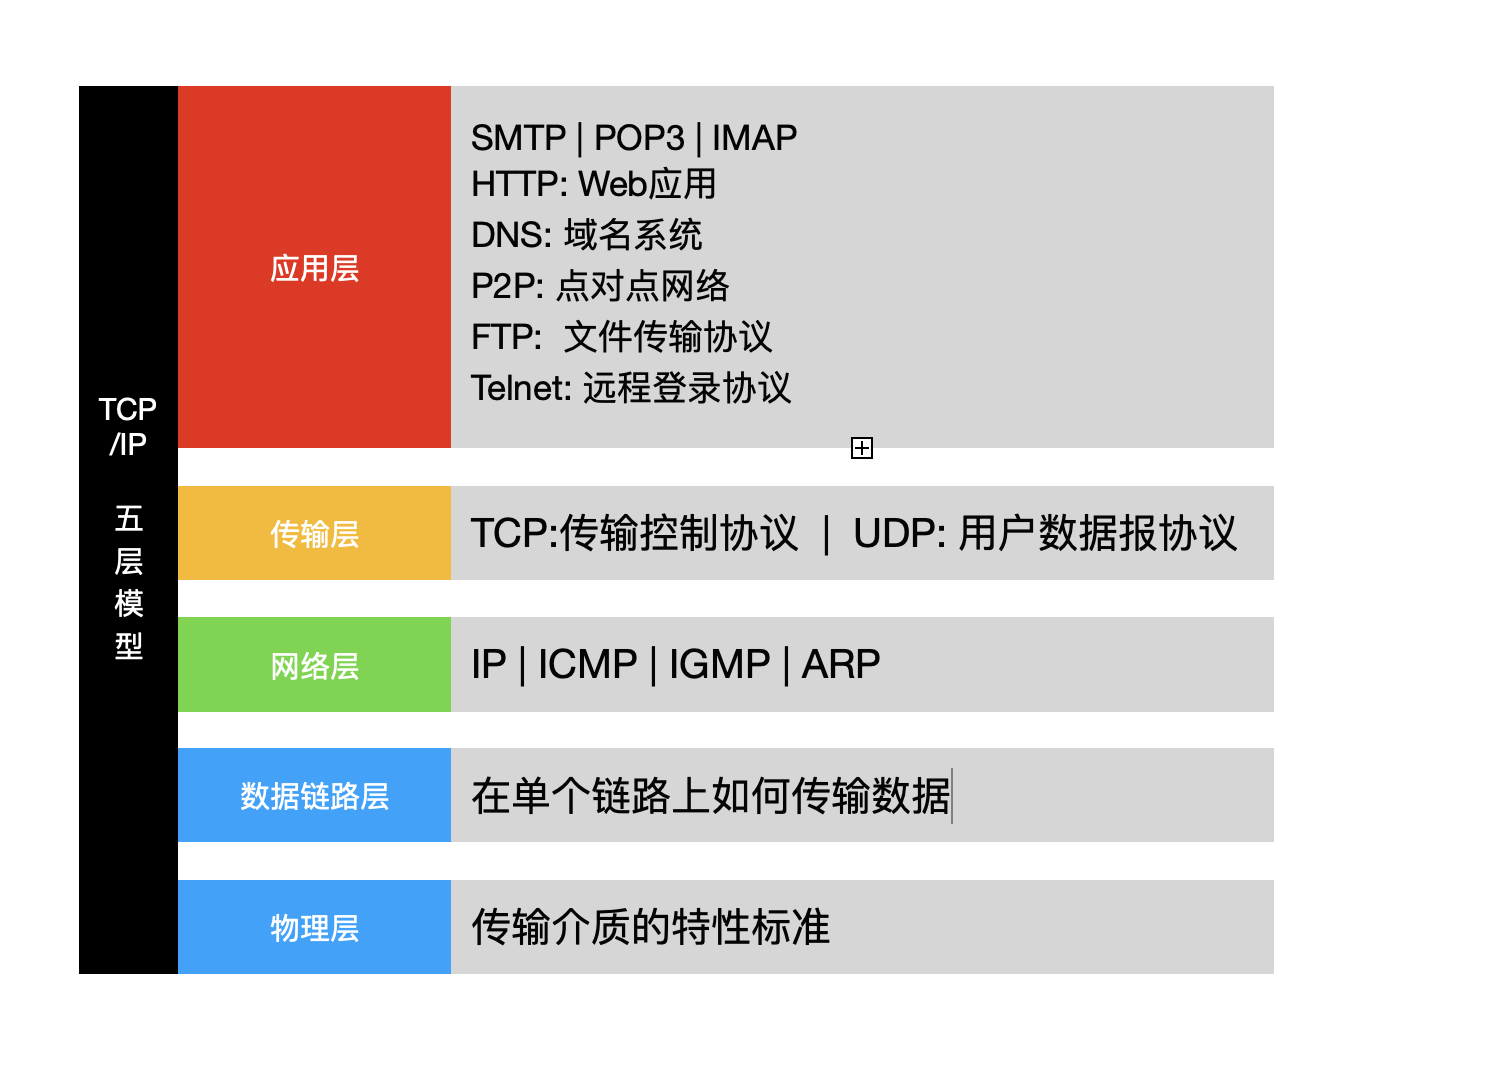 TCP
/IP
五
层
模
型
应用层
SMTP | POP3 | IMAP
HTTP: Web应用
DNS: 域名系统
P2P: 点对点网络
FTP:  文件传输协议
Telnet: 远程登录协议
传输层
TCP:传输控制协议 | UDP: 用户数据报协议
网络层
IP | ICMP | IGMP | ARP
数据链路层
在单个链路上如何传输数据
物理层
传输介质的特性标准